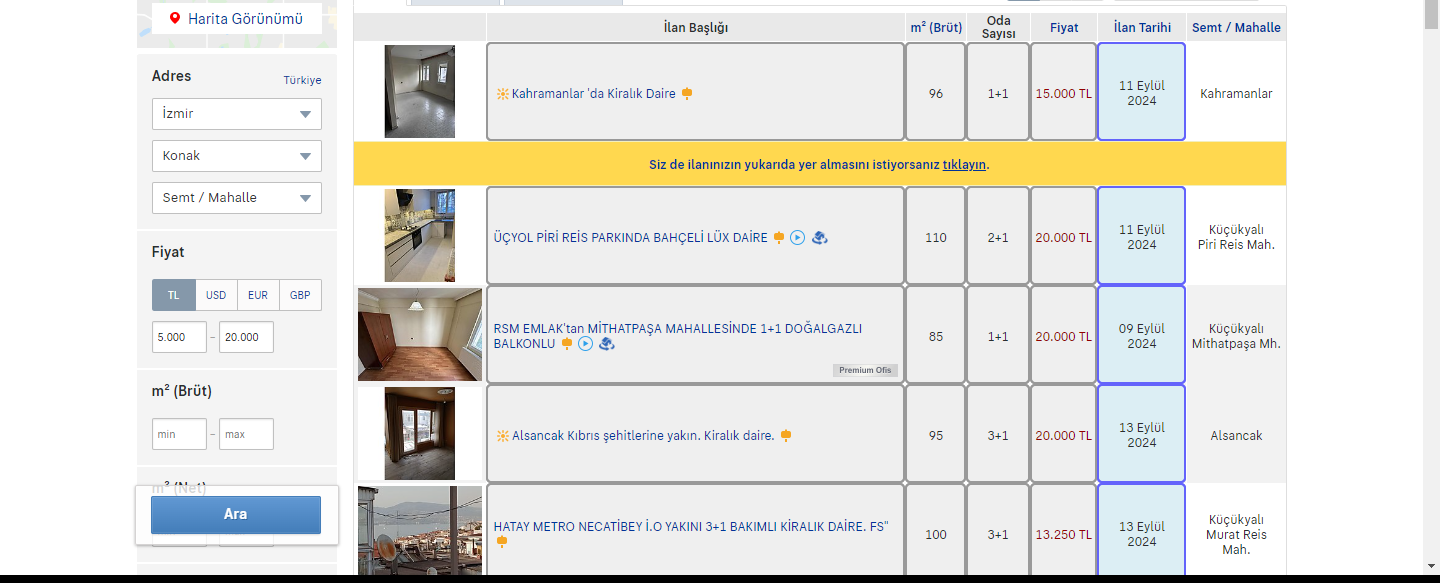 Harita Görünümü
Adres
Türkiye
İzmir
Konak
Semt / Mahalle
Fiyat
TL
USD
EUR
GBP
5.000
-
20.000
m² (Brüt)
min
-
max
m² (Net)
Ara
İlan Başlığı
m² (Brüt)
Oda
Sayısı
Fiyat
İlan Tarihi
Semt / Mahalle
Kahramanlar 'da Kiralık Daire
96
1+1
15.000 TL
11 Eylül
2024
Kahramanlar
Siz de ilanınızın yukarıda yer almasını istiyorsanız tıklayın.
ÜÇYOL PİRİ REİS PARKINDA BAHÇELİ LÜX DAİRE
110
2+1
20.000 TL
11 Eylül
2024
Küçükyalı
Piri Reis Mah.
RSM EMLAK'tan MİTHATPAŞA MAHALLESİNDE 1+1 DOĞALGAZLI
BALKONLU
Premium Ofis
85
1+1
20.000 TL
09 Eylül
2024
Küçükyalı
Mithatpaşa Mh.
Alsancak Kıbrıs şehitlerine yakın. Kiralık daire.
95
3+1
20.000 TL
13 Eylül
2024
Alsancak
HATAY METRO NECATİBEY İ.O YAKINI 3+1 BAKIMLI KİRALIK DAİRE. FS"
100
3+1
13.250 TL
13 Eylül
2024
Küçükyalı
Murat Reis
Mah.